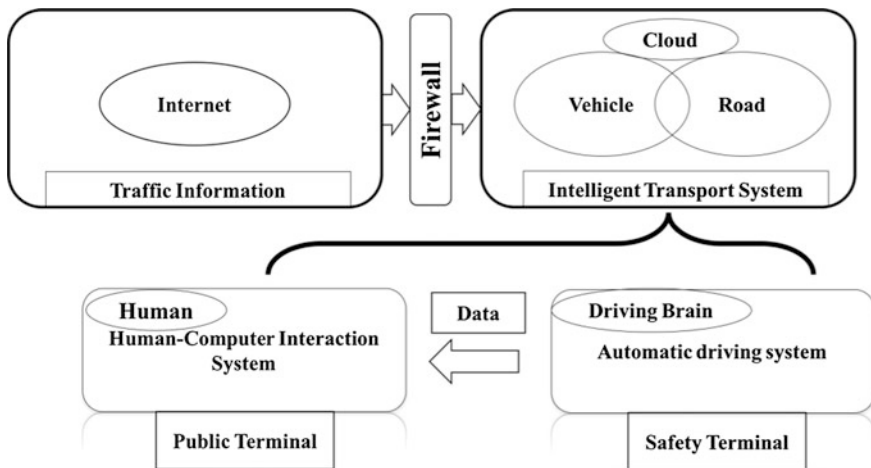 Internet
Traffic Information
Firewall
Cloud
Vehicle
Road
Intelligent Transport System
Human
Human-Computer Interaction
System
Public Terminal
Data
Driving Brain
Automatic driving system
Safety Terminal